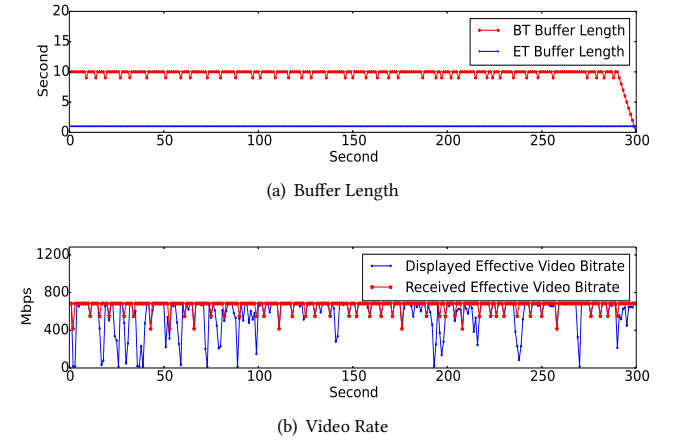 20
15
10
5
0
Second
BT Buffer Length
ET Buffer Length
0 50 100 150 200 250 300
Second
(a) Buffer Length
1200
800
400
0
Mbps
Displayed Effective Video Bitrate
Received Effective Video Bitrate
0 50 100 150 200 250 300
Second
(b) Video Rate